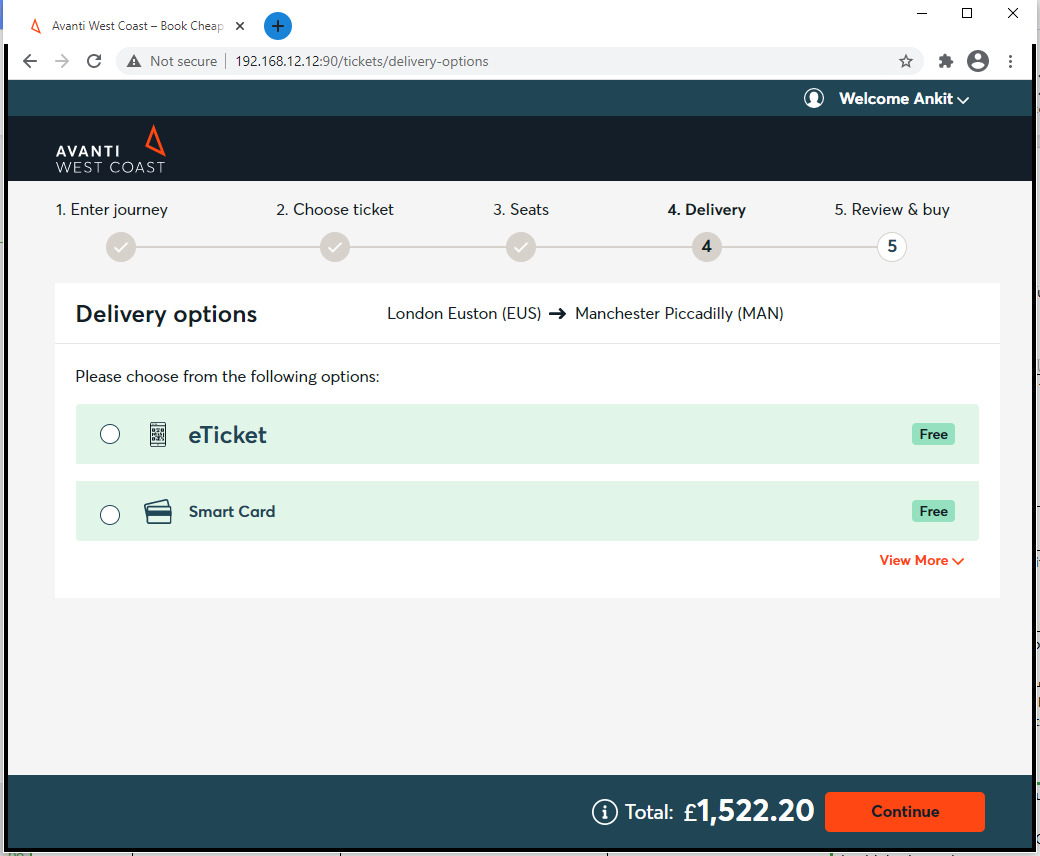 Avanti West Coast – Book Cheap
Not secure | 192.168.12.12:90/tickets/delivery-options
Welcome Ankit
AVANTI
WEST COAST
1. Enter journey 2. Choose ticket 3. Seats 4. Delivery 5. Review & buy
4 5
Delivery options London Euston (EUS) → Manchester Piccadilly (MAN)
Please choose from the following options:
eTicket Free
Smart Card Free
View More
Total: £1,522.20 Continue